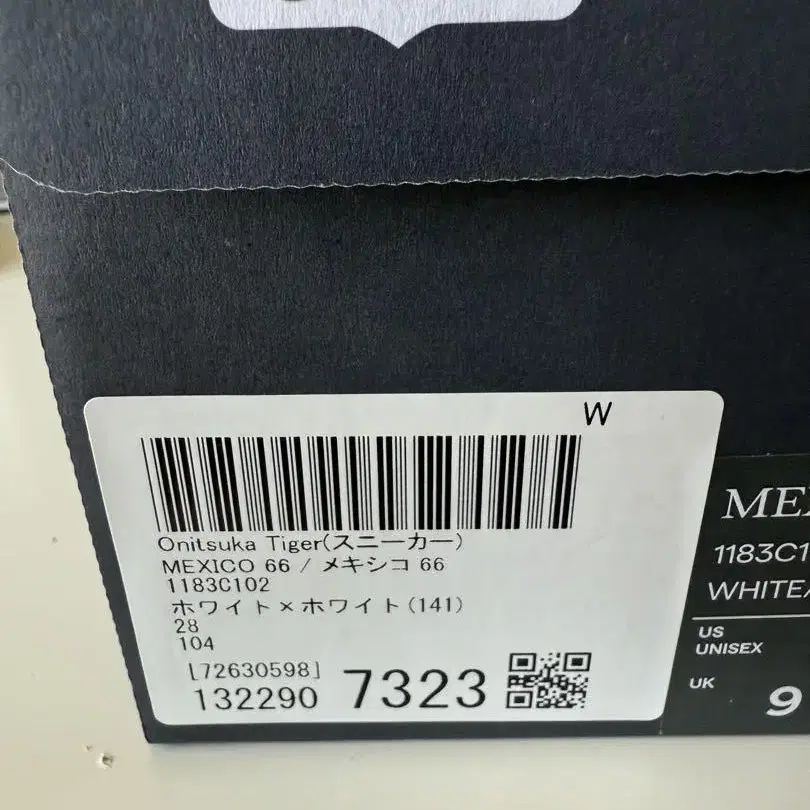 W
Onitsuka Tiger(スニーカー)
MEXICO 66 / メキシコ 66
1183C102
ホワイト×ホワイト(141)
28
104
[72630598]
132290 7323
1183C1
WHITE
US
UNISEX
UK 9